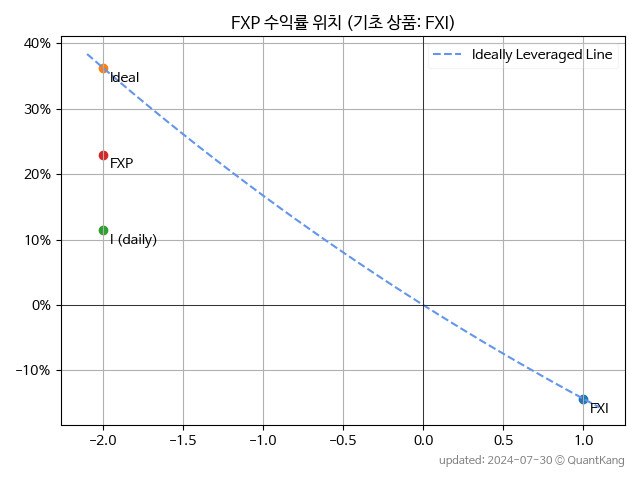 FXP 수익률 위치 (기초 상품: FXI)
Ideally Leveraged Line
40%
30%
20%
10%
0%
−10%
Ideal
FXP
I (daily)
FXI
−2.0 −1.5 −1.0 −0.5 0.0 0.5 1.0
updated: 2024-07-30 © QuantKang